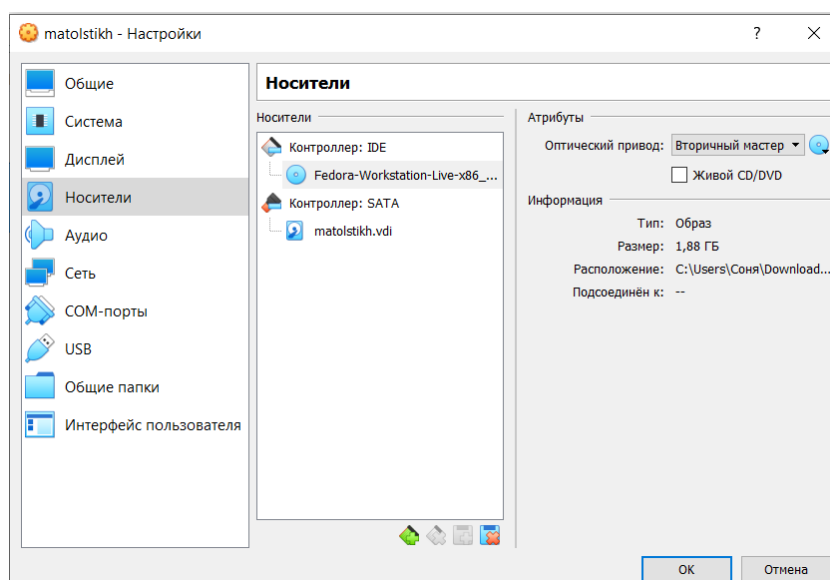 matolstikh - Настройки
?
Общие
Система
Дисплей
Носители
Аудио
Сеть
COM-порты
USB
Общие папки
Интерфейс пользователя
Носители
Носители
Контроллер: IDE
Fedora-Workstation-Live-x86_...
Контроллер: SATA
matolstikh.vdi
Атрибуты
Оптический привод: Вторичный мастер
Живой CD/DVD
Информация
Тип: Образ
Размер: 1,88 ГБ
Расположение: C:\Users\Соня\Download...
Подсоединён к: --
OK Отмена